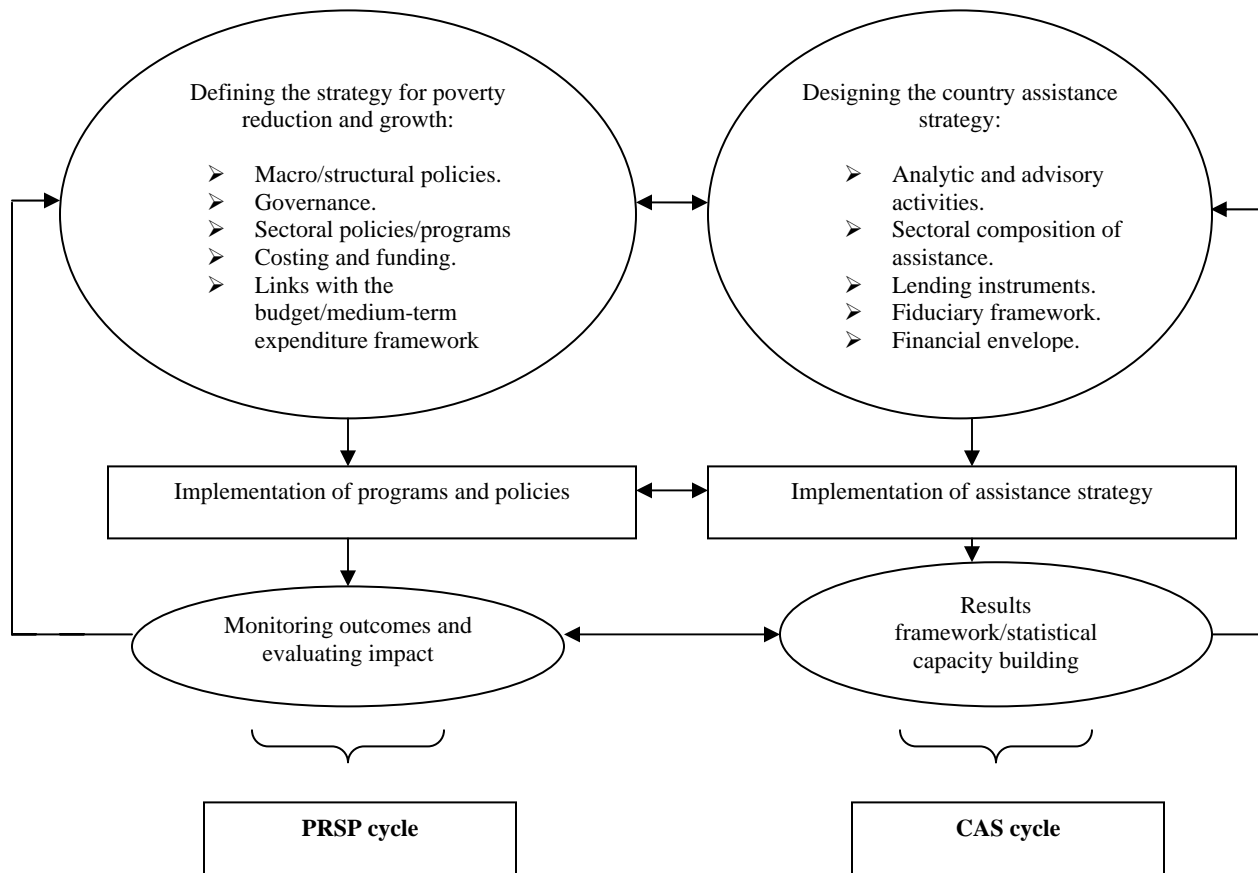 Defining the strategy for poverty
reduction and growth:
➢ Macro/structural policies.
➢ Governance.
➢ Sectoral policies/programs
➢ Costing and funding.
➢ Links with the
budget/medium-term
expenditure framework
Designing the country assistance
strategy:
➢ Analytic and advisory
activities.
➢ Sectoral composition of
assistance.
➢ Lending instruments.
➢ Fiduciary framework.
➢ Financial envelope.
Implementation of programs and policies
Implementation of assistance strategy
Monitoring outcomes and
evaluating impact
Results
framework/statistical
capacity building
PRSP cycle
CAS cycle